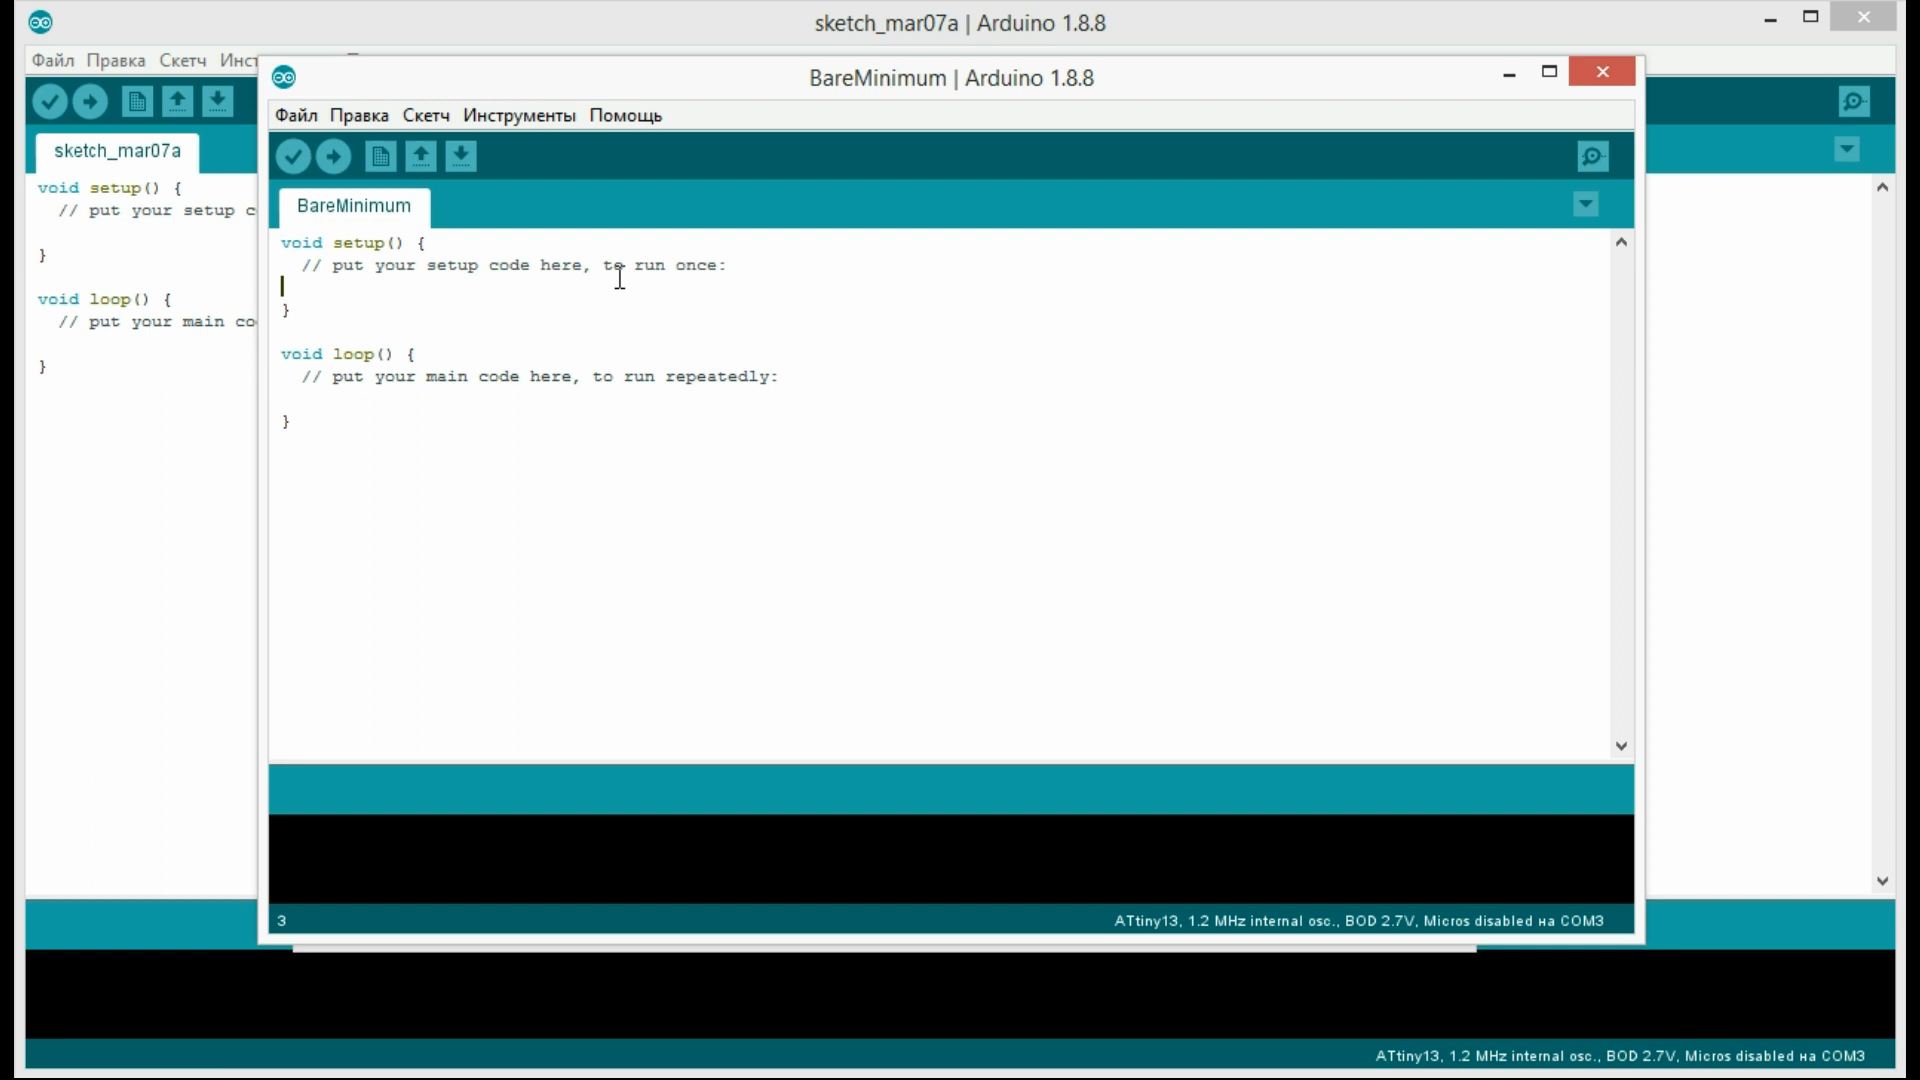 sketch_mar07a | Arduino 1.8.8
Файл Правка Скетч Инст
sketch_mar07a
void setup() {
// put your setup c
}
void loop() {
// put your main co
}
BareMinimum | Arduino 1.8.8
Файл Правка Скетч Инструменты Помощь
BareMinimum
void setup() {
// put your setup code here, to run once:
}
void loop() {
// put your main code here, to run repeatedly:
}
3
ATtiny13, 1.2 MHz internal osc., BOD 2.7V, Micros disabled на COM3
ATtiny13, 1.2 MHz internal osc., BOD 2.7V, Micros disabled на COM3